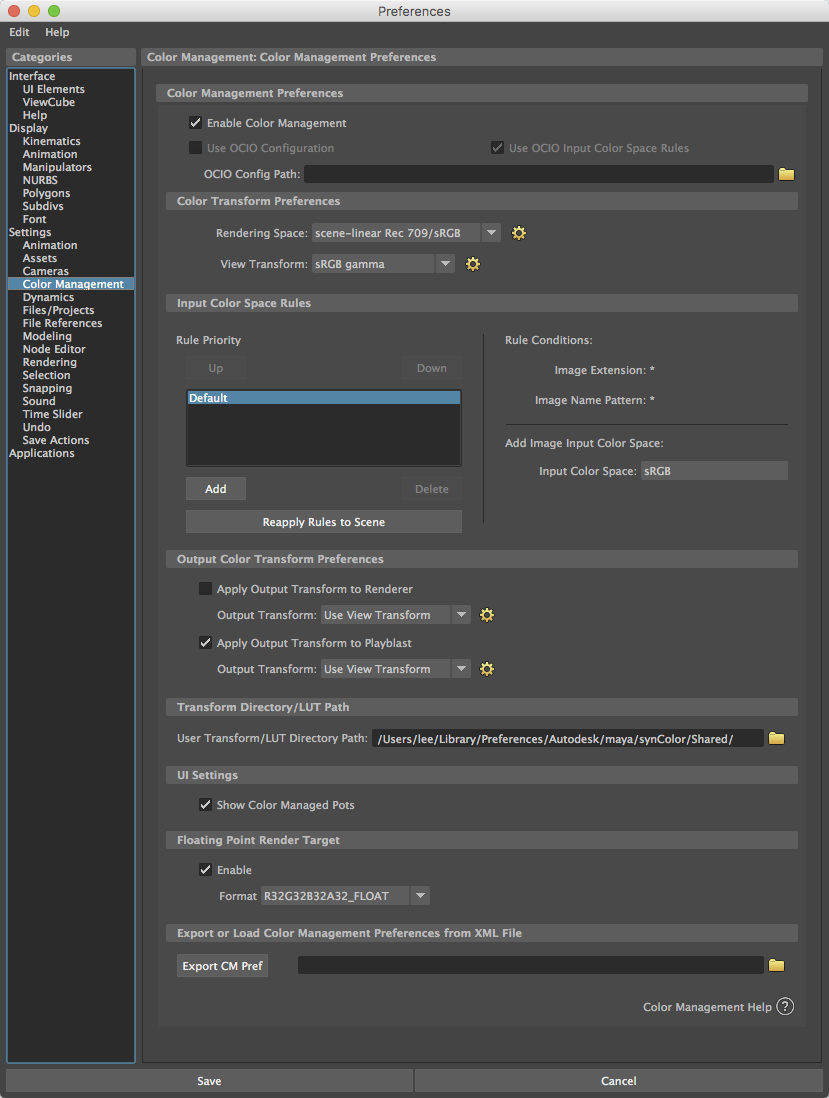 Preferences
Edit Help
Categories
Interface
UI Elements
ViewCube
Help
Display
Kinematics
Animation
Manipulators
NURBS
Polygons
Subdivs
Font
Settings
Animation
Assets
Cameras
Color Management
Dynamics
Files/Projects
File References
Modeling
Node Editor
Rendering
Selection
Snapping
Sound
Time Slider
Undo
Save Actions
Applications
Color Management: Color Management Preferences
Color Management Preferences
Enable Color Management
Use OCIO Configuration Use OCIO Input Color Space Rules
OCIO Config Path:
Color Transform Preferences
Rendering Space: scene-linear Rec 709/sRGB
View Transform: sRGB gamma
Input Color Space Rules
Rule Priority
Up Down
Default
Add Delete
Reapply Rules to Scene
Rule Conditions:
Image Extension: *
Image Name Pattern: *
Add Image Input Color Space:
Input Color Space: sRGB
Output Color Transform Preferences
Apply Output Transform to Renderer
Output Transform: Use View Transform
Apply Output Transform to Playblast
Output Transform: Use View Transform
Transform Directory/LUT Path
User Transform/LUT Directory Path: /Users/lee/Library/Preferences/Autodesk/maya/synColor/Shared/
UI Settings
Show Color Managed Pots
Floating Point Render Target
Enable
Format R32G32B32A32_FLOAT
Export or Load Color Management Preferences from XML File
Export CM Pref
Color Management Help ?
Save Cancel